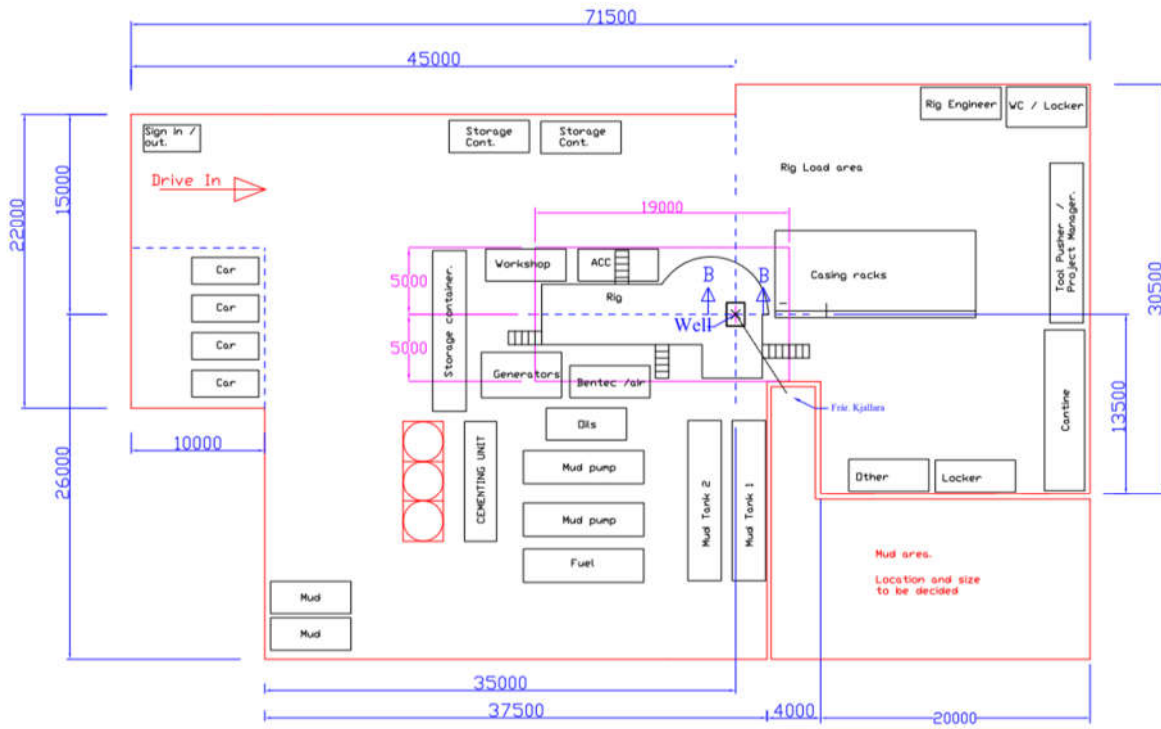 71500
45000
Sign in /
out.
Storage
Cont.
Storage
Cont.
Rig Engineer
WC / Locker
Drive In
Rig Load area
22000
15000
19000
Tool Pusher /
Project Manager.
30500
Car
Car
Car
Car
5000
5000
Storage container.
Workshop
ACC
Rig
B
B
Well
Casing racks
Generators
Bentec /air
Frár. Kjallara
13500
Cantine
10000
26000
CEMENTING UNIT
Oils
Mud pump
Mud pump
Fuel
Mud Tank 2
Mud Tank 1
Other
Locker
Mud area.
Location and size
to be decided
Mud
Mud
35000
37500
4000
20000